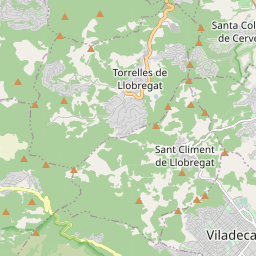 Santa Col
de Cerve
Torrelles de
Llobregat
Sant Climent
de Llobregat
Viladeca